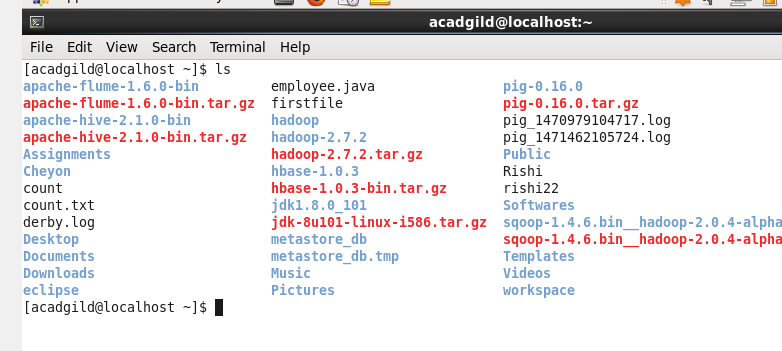 acadgild@localhost:~
File Edit View Search Terminal Help
[acadgild@localhost ~]$ ls
apache-flume-1.6.0-bin employee.java pig-0.16.0
apache-flume-1.6.0-bin.tar.gz firstfile pig-0.16.0.tar.gz
apache-hive-2.1.0-bin hadoop pig_1470979104717.log
apache-hive-2.1.0-bin.tar.gz hadoop-2.7.2 pig_1471462105724.log
Assignments hadoop-2.7.2.tar.gz Public
Cheyon hbase-1.0.3 Rishi
count hbase-1.0.3-bin.tar.gz rishi22
count.txt jdk1.8.0_101 Softwares
derby.log jdk-8u101-linux-i586.tar.gz sqoop-1.4.6.bin__hadoop-2.0.4-alpha
Desktop metastore_db sqoop-1.4.6.bin__hadoop-2.0.4-alpha
Documents metastore_db.tmp Templates
Downloads Music Videos
eclipse Pictures workspace
[acadgild@localhost ~]$